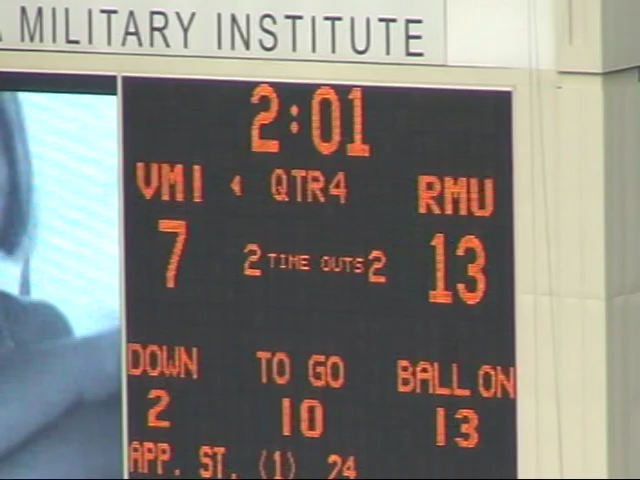 A MILITARY INSTITUTE
2:01
VMI QTR4 RMU
7 2 TIME OUTS 2 13
DOWN TO GO BALL ON
2 10 13
APP. ST. (1) 24